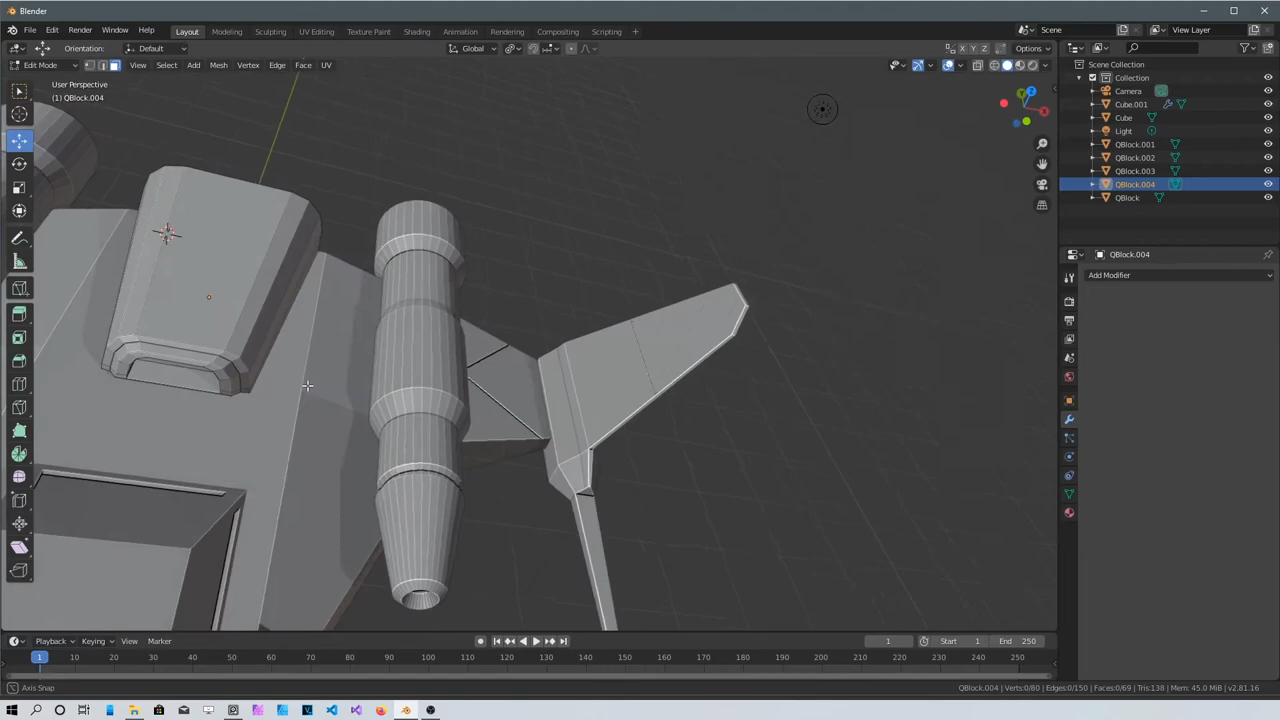 Blender
File Edit Render Window Help Layout Modeling Sculpting UV Editing Texture Paint Shading Animation Rendering Compositing Scripting + Scene View Layer
Orientation: Default Global X Y Z Options
Edit Mode View Select Add Mesh Vertex Edge Face UV
User Perspective
(1) QBlock.004
Scene Collection
Collection
Camera
Cube.001
Cube
Light
QBlock.001
QBlock.002
QBlock.003
QBlock.004
QBlock
QBlock.004
Add Modifier
Playback Keying View Marker 1 Start 1 End 250
1 10 20 30 40 50 60 70 80 90 100 110 120 130 140 150 160 170 180 190 200 210 220 230 240 250
Axis Snap QBlock.004 | Verts:0/80 | Edges:0/150 | Faces:0/69 | Tris:138 | Mem: 45.0 MiB | v2.81.16